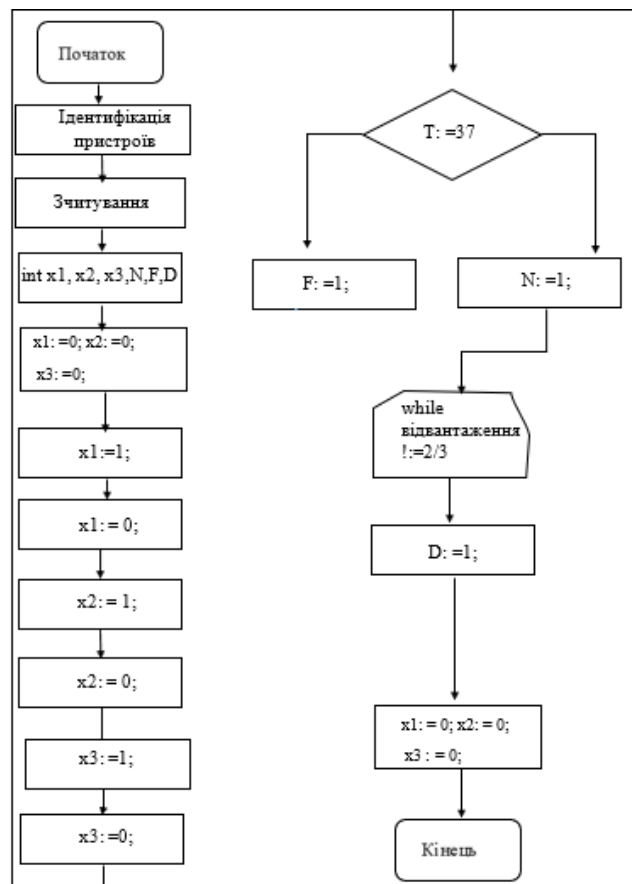 Початок
Ідентифікація
пристроїв
Зчитування
int x1, x2, x3,N,F,D
x1: =0; x2: =0;
x3: =0;
x1:=1;
x1: = 0;
x2: = 1;
x2: = 0;
x3: =1;
x3: =0;
T: =37
F: =1;
N: =1;
while
відвантаження
!:=2/3
D: =1;
x1: = 0; x2: = 0;
x3 : = 0;
Кінець